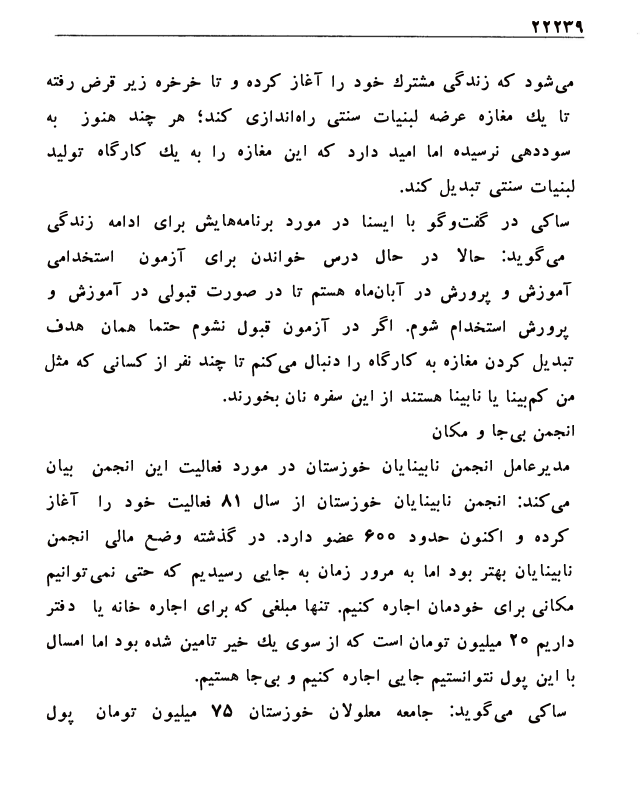 ۲۲۲۳۹
می‌شود که زندگی مشترك خود را آغاز کرده و تا خرخره زیر قرض رفته
تا یك مغازه عرضه لبنیات سنتی راه‌اندازی کند؛ هر چند هنوز به
سوددهی نرسیده اما امید دارد که این مغازه را به یك کارگاه تولید
لبنیات سنتی تبدیل کند.
ساکی در گفت‌وگو با ایسنا در مورد برنامه‌هایش برای ادامه زندگی
می‌گوید: حالا در حال درس خواندن برای آزمون استخدامی
آموزش و پرورش در آبان‌ماه هستم تا در صورت قبولی در آموزش و
پرورش استخدام شوم. اگر در آزمون قبول نشوم حتما همان هدف
تبدیل کردن مغازه به کارگاه را دنبال می‌کنم تا چند نفر از کسانی که مثل
من کم‌بینا یا نابینا هستند از این سفره نان بخورند.
انجمن بی‌جا و مکان
مدیرعامل انجمن نابینایان خوزستان در مورد فعالیت این انجمن بیان
می‌کند: انجمن نابینایان خوزستان از سال ۸۱ فعالیت خود را آغاز
کرده و اکنون حدود ۶۰۰ عضو دارد. در گذشته وضع مالی انجمن
نابینایان بهتر بود اما به مرور زمان به جایی رسیدیم که حتی نمی‌توانیم
مکانی برای خودمان اجاره کنیم. تنها مبلغی که برای اجاره خانه یا دفتر
داریم ۲۰ میلیون تومان است که از سوی یك خیر تامین شده بود اما امسال
با این پول نتوانستیم جایی اجاره کنیم و بی‌جا هستیم.
ساکی می‌گوید: جامعه معلولان خوزستان ۷۵ میلیون تومان پول